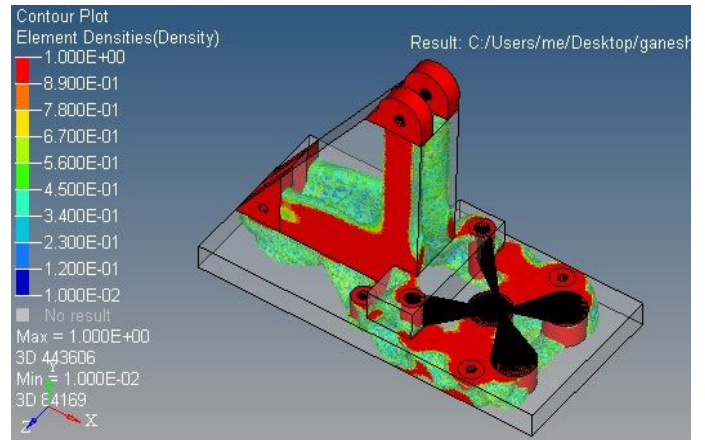 Contour Plot
Element Densities(Density)
Result: C:/Users/me/Desktop/ganesh
1.000E+00
8.900E-01
7.800E-01
6.700E-01
5.600E-01
4.500E-01
3.400E-01
2.300E-01
1.200E-01
1.000E-02
No result
Max = 1.000E+00
3D 443606
Min = 1.000E-02
3D 84169
Y
X
Z